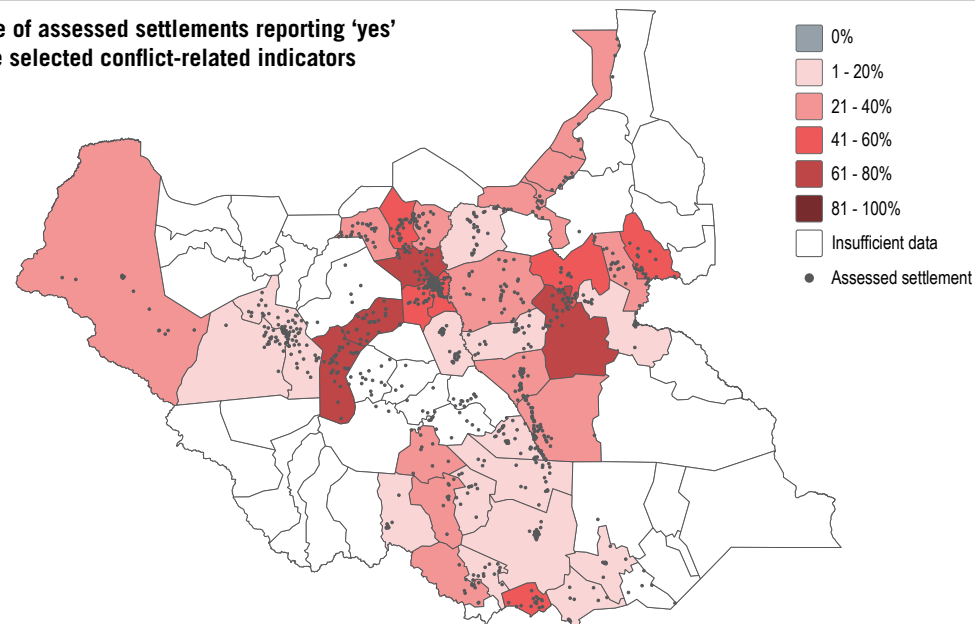 of assessed settlements reporting ‘yes’
selected conflict-related indicators
0%
1 - 20%
21 - 40%
41 - 60%
61 - 80%
81 - 100%
Insufficient data
Assessed settlement